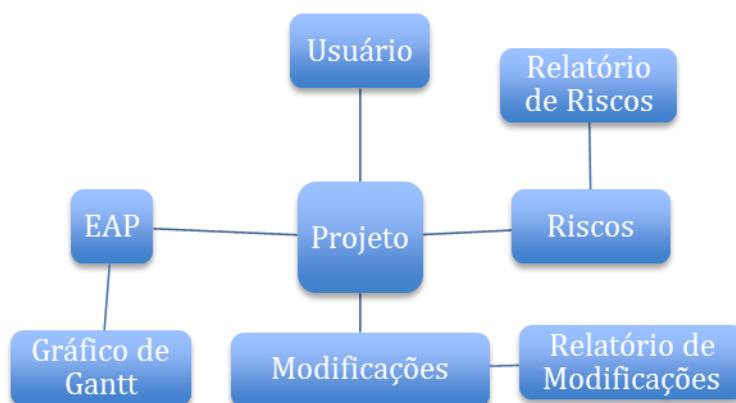 Usuário
Relatório
de Riscos
EAP
Projeto
Riscos
Gráfico de
Gantt
Modificações
Relatório de
Modificações